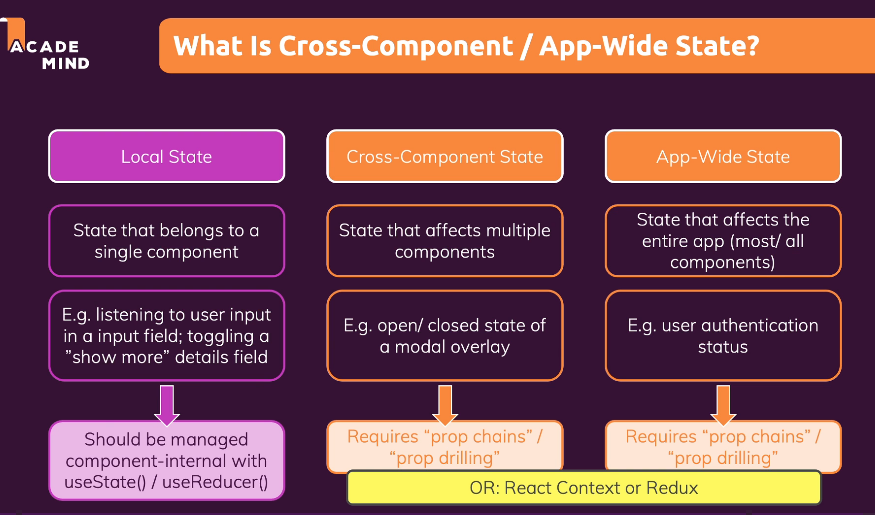 ACADE
MIND
What Is Cross-Component / App-Wide State?
Local State
State that belongs to a
single component
E.g. listening to user input
in a input field; toggling a
”show more” details field
Should be managed
component-internal with
useState() / useReducer()
Cross-Component State
State that affects multiple
components
E.g. open/ closed state of
a modal overlay
Requires “prop chains” /
“prop drilling”
App-Wide State
State that affects the
entire app (most/ all
components)
E.g. user authentication
status
Requires “prop chains” /
“prop drilling”
OR: React Context or Redux